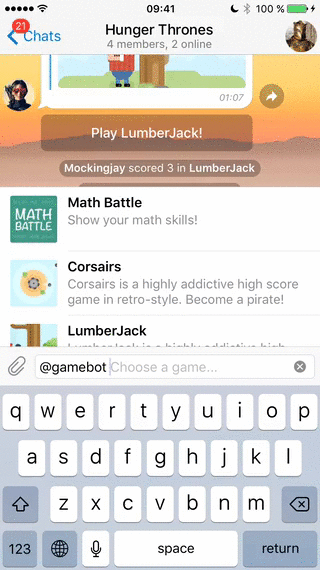 09:41
100 %
21
Chats
Hunger Thrones
4 members, 2 online
01:07
Play LumberJack!
Mockingjay scored 3 in LumberJack
MATH
BATTLE
Math Battle
Show your math skills!
Corsairs
Corsairs is a highly addictive high score
game in retro-style. Become a pirate!
LumberJack
LumberJack is a highly addictive high
@gamebot Choose a game...
q w e r t y u i o p
a s d f g h j k l
z x c v b n m
123 space return